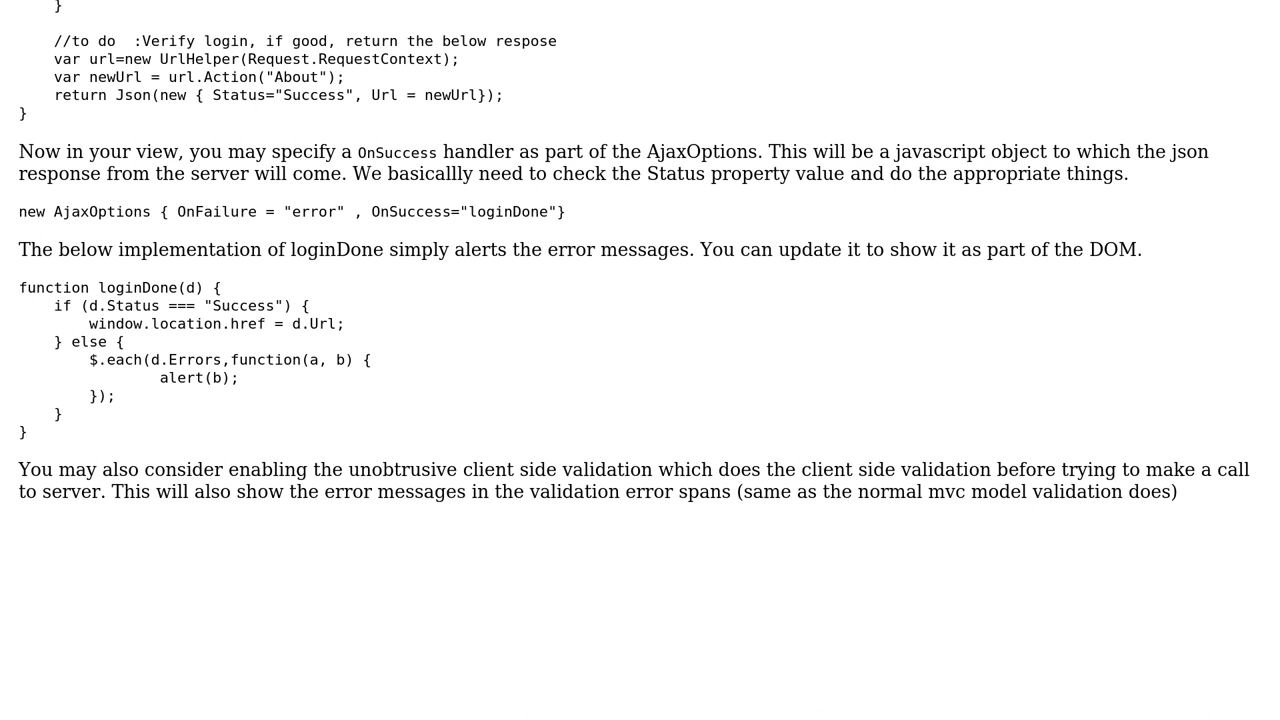 }

    //to do  :Verify login, if good, return the below respose
    var url=new UrlHelper(Request.RequestContext);
    var newUrl = url.Action("About");
    return Json(new { Status="Success", Url = newUrl});
}
Now in your view, you may specify a OnSuccess handler as part of the AjaxOptions. This will be a javascript object to which the json
response from the server will come. We basicallly need to check the Status property value and do the appropriate things.
new AjaxOptions { OnFailure = "error" , OnSuccess="loginDone"}
The below implementation of loginDone simply alerts the error messages. You can update it to show it as part of the DOM.
function loginDone(d) {
    if (d.Status === "Success") {
        window.location.href = d.Url;
    } else {
        $.each(d.Errors,function(a, b) {
                alert(b);
        });
    }
}
You may also consider enabling the unobtrusive client side validation which does the client side validation before trying to make a call
to server. This will also show the error messages in the validation error spans (same as the normal mvc model validation does)